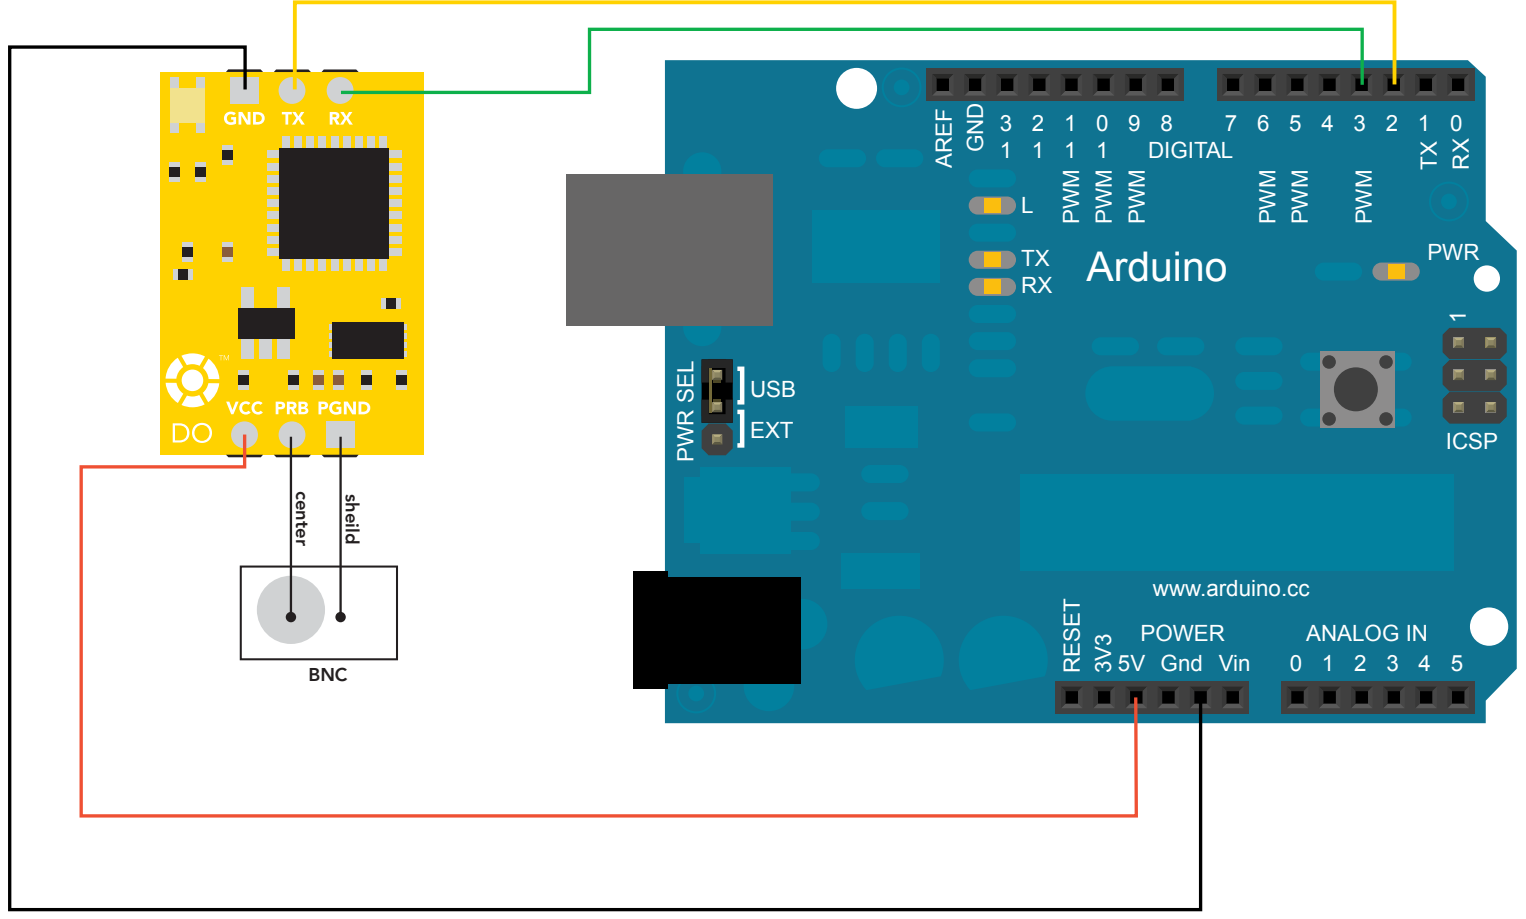 GND TX RX
™
VCC PRB PGND
DO
center
sheild
BNC
AREF
GND
13
12
11
10
9
8
DIGITAL
7
6
5
4
3
2
1
0
TX
RX
PWM
PWM
PWM
PWM
PWM
PWM
L
TX
RX
Arduino
PWR
1
ICSP
PWR SEL
USB
EXT
www.arduino.cc
RESET
3V3
POWER
5V Gnd Vin
ANALOG IN
0 1 2 3 4 5